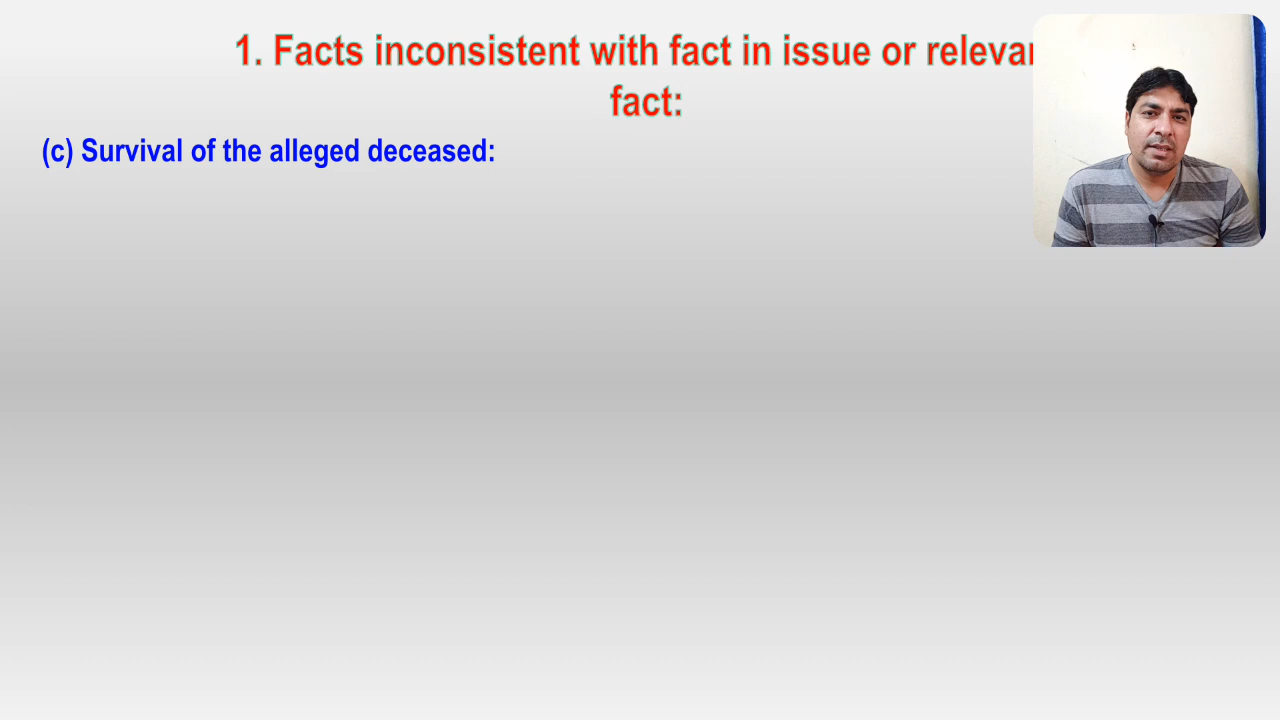 1. Facts inconsistent with fact in issue or
fact:
(c) Survival of the alleged deceased: